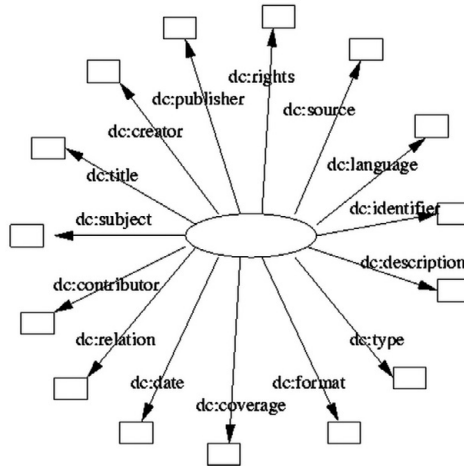 dc:rights
dc:publisher
dc:source
dc:creator
dc:language
dc:title
dc:identifier
dc:subject
dc:description
dc:contributor
dc:relation
dc:type
dc:date
dc:format
dc:coverage